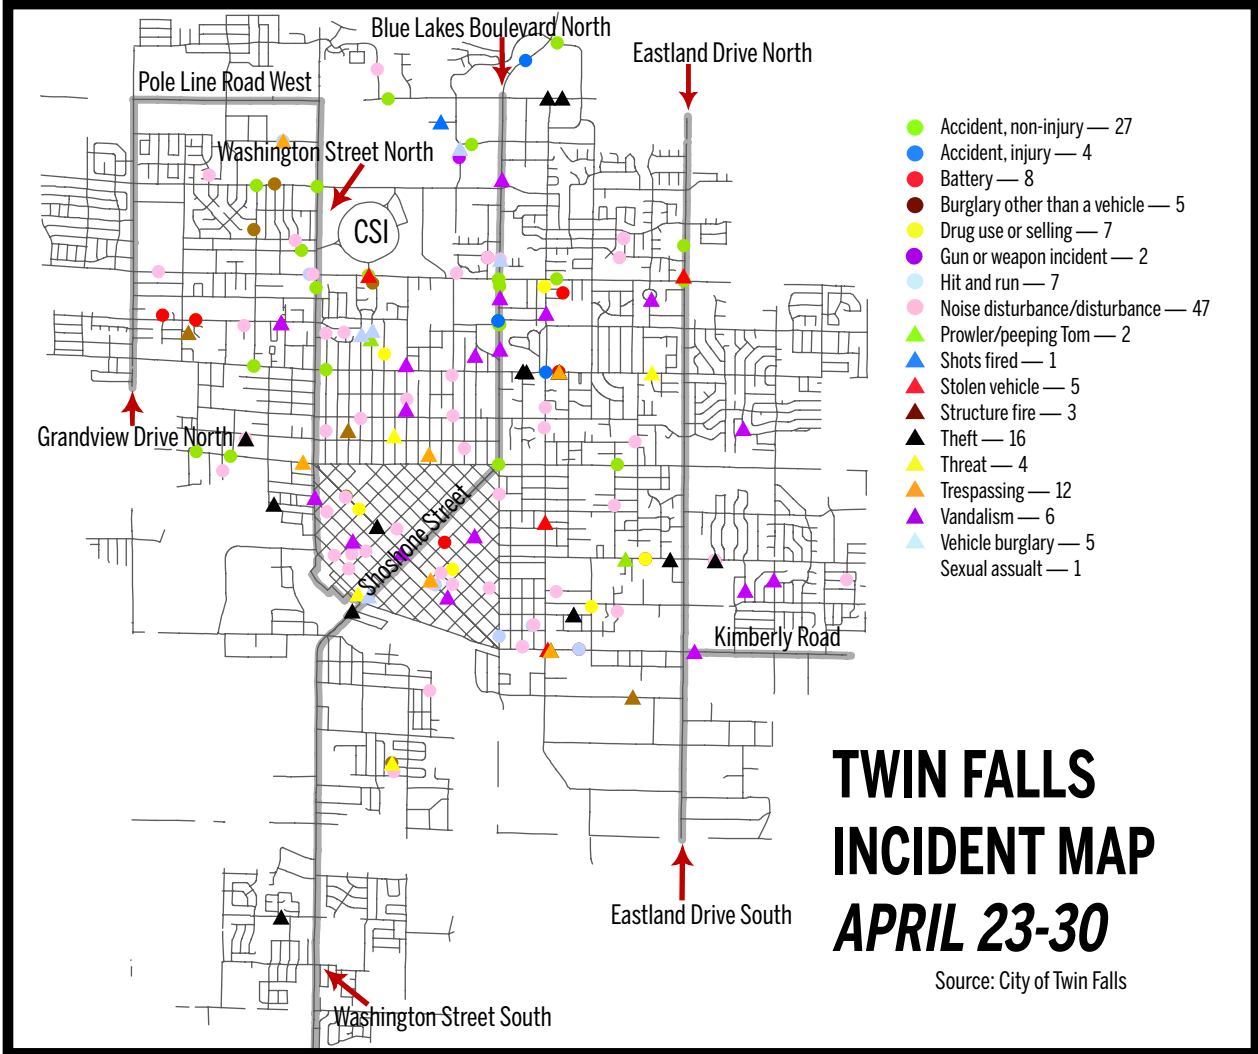 Blue Lakes Boulevard North
Eastland Drive North
Pole Line Road West
Washington Street North
CSI
Grandview Drive North
Shoshone Street
Kimberly Road
Eastland Drive South
Washington Street South
Accident, non-injury — 27
Accident, injury — 4
Battery — 8
Burglary other than a vehicle — 5
Drug use or selling — 7
Gun or weapon incident — 2
Hit and run — 7
Noise disturbance/disturbance — 47
Prowler/peeping Tom — 2
Shots fired — 1
Stolen vehicle — 5
Structure fire — 3
Theft — 16
Threat — 4
Trespassing — 12
Vandalism — 6
Vehicle burglary — 5
Sexual assualt — 1
TWIN FALLS
INCIDENT MAP
APRIL 23-30
Source: City of Twin Falls